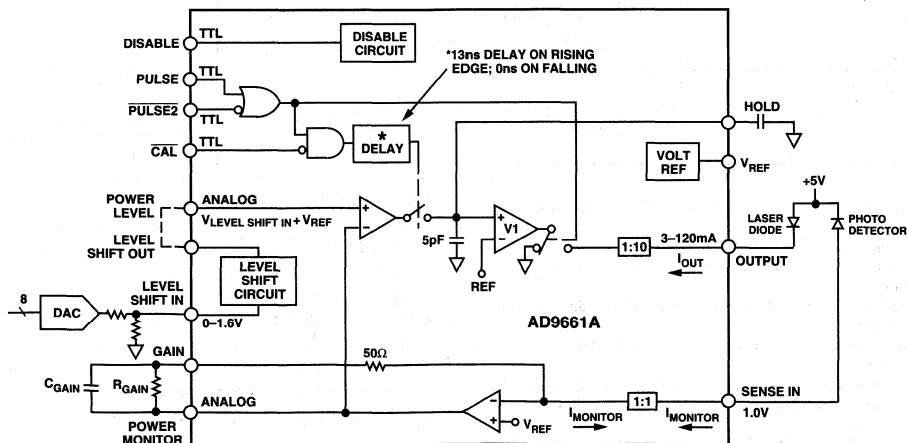 DISABLE
TTL
DISABLE
CIRCUIT
*13ns DELAY ON RISING
EDGE; 0ns ON FALLING
PULSE
TTL
PULSE2
TTL
HOLD
CAL
TTL
*
DELAY
VOLT
REF
VREF
POWER
LEVEL
ANALOG
VLEVEL SHIFT IN + VREF
+
−
5pF
+
−
V1
REF
+5V
LASER
DIODE
PHOTO
DETECTOR
3–120mA
1:10
IOUT
OUTPUT
LEVEL
SHIFT OUT
LEVEL
SHIFT
CIRCUIT
8
DAC
LEVEL
SHIFT IN
0–1.6V
AD9661A
GAIN
50Ω
CGAIN
RGAIN
ANALOG
POWER
MONITOR
−
+
VREF
IMONITOR
1:1
IMONITOR
SENSE IN
1.0V